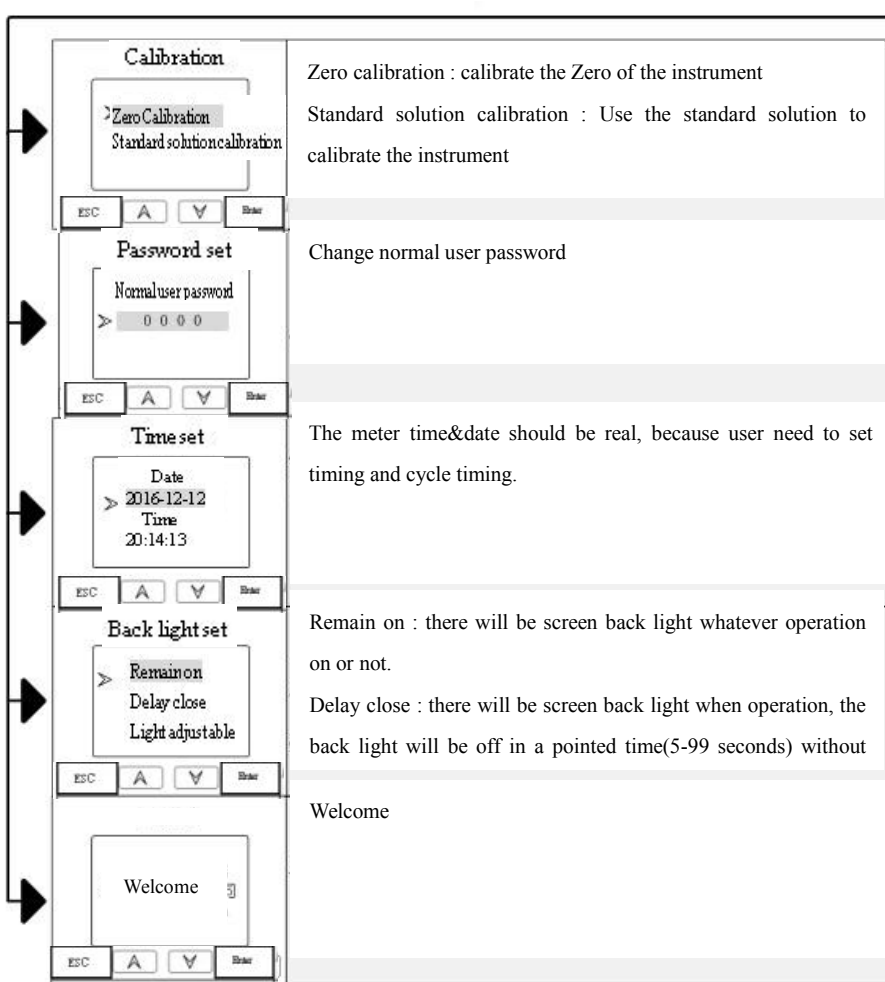 Calibration
Zero Calibration
Standard solution calibration
ESC
Enter
Zero calibration : calibrate the Zero of the instrument
Standard solution calibration : Use the standard solution to
calibrate the instrument
Password set
Normal user password
0 0 0 0
ESC
Enter
Change normal user password
Time set
Date
2016-12-12
Time
20:14:13
ESC
Enter
The meter time&date should be real, because user need to set
timing and cycle timing.
Back light set
Remain on
Delay close
Light adjustable
ESC
Enter
Remain on : there will be screen back light whatever operation
on or not.
Delay close : there will be screen back light when operation, the
back light will be off in a pointed time(5-99 seconds) without
Welcome
ESC
Enter
Welcome